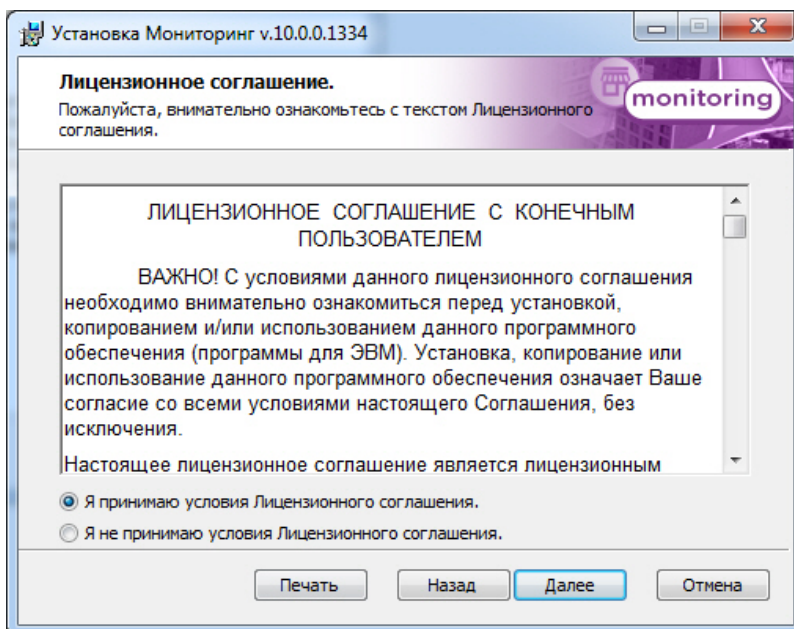 Установка Мониторинг v.10.0.0.1334
Лицензионное соглашение.
Пожалуйста, внимательно ознакомьтесь с текстом Лицензионного
соглашения.
monitoring
ЛИЦЕНЗИОННОЕ СОГЛАШЕНИЕ С КОНЕЧНЫМ
ПОЛЬЗОВАТЕЛЕМ
ВАЖНО! С условиями данного лицензионного соглашения
необходимо внимательно ознакомиться перед установкой,
копированием и/или использованием данного программного
обеспечения (программы для ЭВМ). Установка, копирование или
использование данного программного обеспечения означает Ваше
согласие со всеми условиями настоящего Соглашения, без
исключения.
Настоящее лицензионное соглашение является лицензионным
Я принимаю условия Лицензионного соглашения.
Я не принимаю условия Лицензионного соглашения.
Печать
Назад
Далее
Отмена